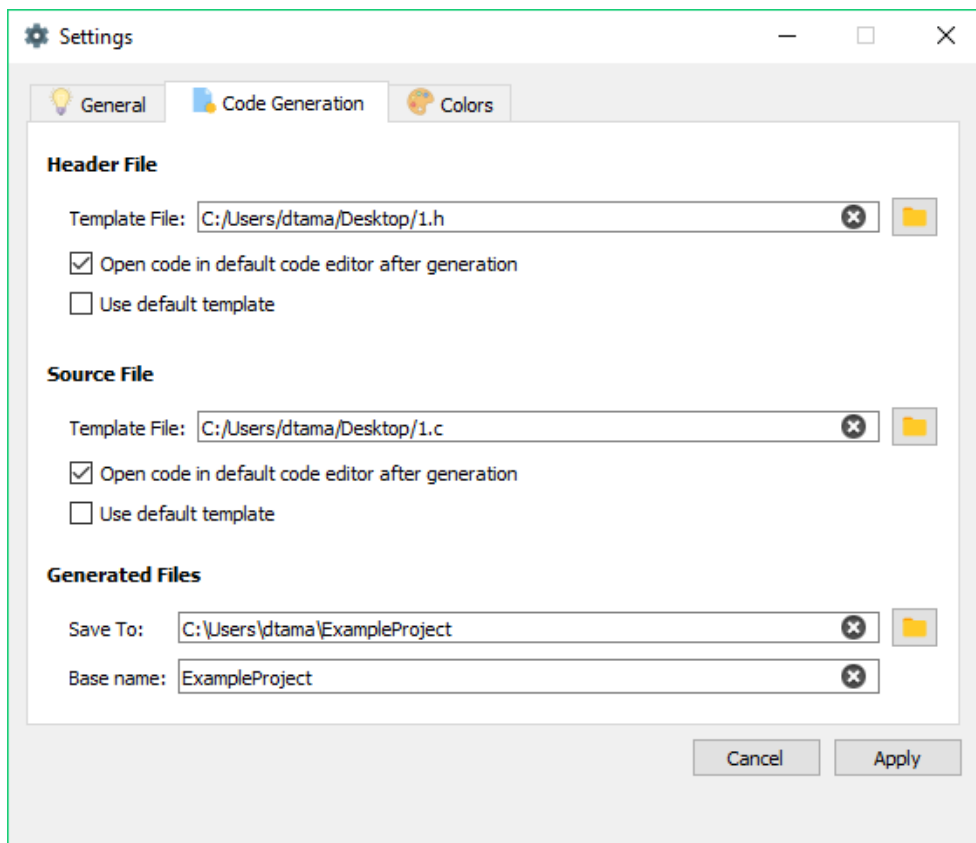 Settings
General Code Generation Colors
Header File
Template File: C:/Users/dtama/Desktop/1.h
Open code in default code editor after generation
Use default template
Source File
Template File: C:/Users/dtama/Desktop/1.c
Open code in default code editor after generation
Use default template
Generated Files
Save To: C:\Users\dtama\ExampleProject
Base name: ExampleProject
Cancel Apply